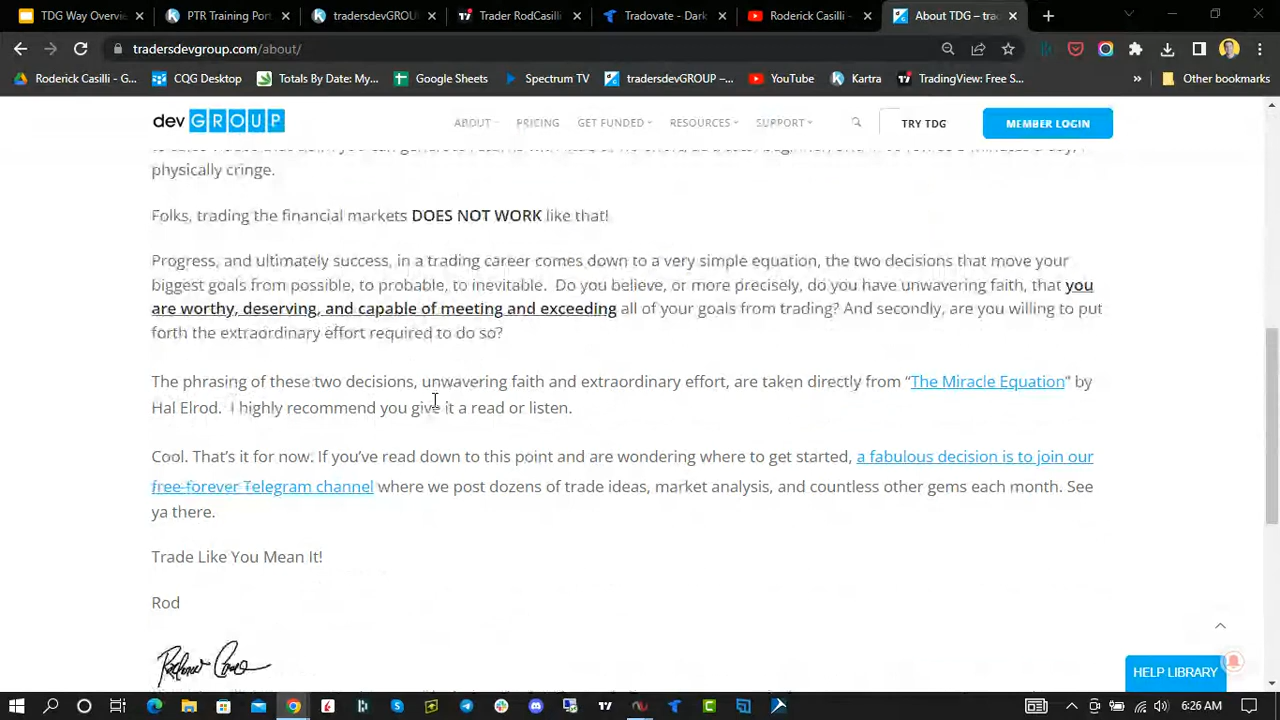 TDG Way Overvie
PTR Training Por
tradersdevGROU
Trader RodCasilli
Tradovate - Dark
Roderick Casilli -
About TDG – trad
tradersdevgroup.com/about/
Roderick Casilli - G...
CQG Desktop
Totals By Date: My...
Google Sheets
Spectrum TV
tradersdevGROUP –...
YouTube
Kartra
TradingView: Free S...
»
Other bookmarks
dev GROUP
ABOUT
PRICING
GET FUNDED
RESOURCES
SUPPORT
TRY TDG
MEMBER LOGIN
physically cringe.
Folks, trading the financial markets DOES NOT WORK like that!
Progress, and ultimately success, in a trading career comes down to a very simple equation, the two decisions that move your
biggest goals from possible, to probable, to inevitable. Do you believe, or more precisely, do you have unwavering faith, that you
are worthy, deserving, and capable of meeting and exceeding all of your goals from trading? And secondly, are you willing to put
forth the extraordinary effort required to do so?
The phrasing of these two decisions, unwavering faith and extraordinary effort, are taken directly from “The Miracle Equation” by
Hal Elrod. I highly recommend you give it a read or listen.
Cool. That’s it for now. If you’ve read down to this point and are wondering where to get started, a fabulous decision is to join our
free-forever Telegram channel where we post dozens of trade ideas, market analysis, and countless other gems each month. See
ya there.
Trade Like You Mean It!
Rod
HELP LIBRARY
6:26 AM